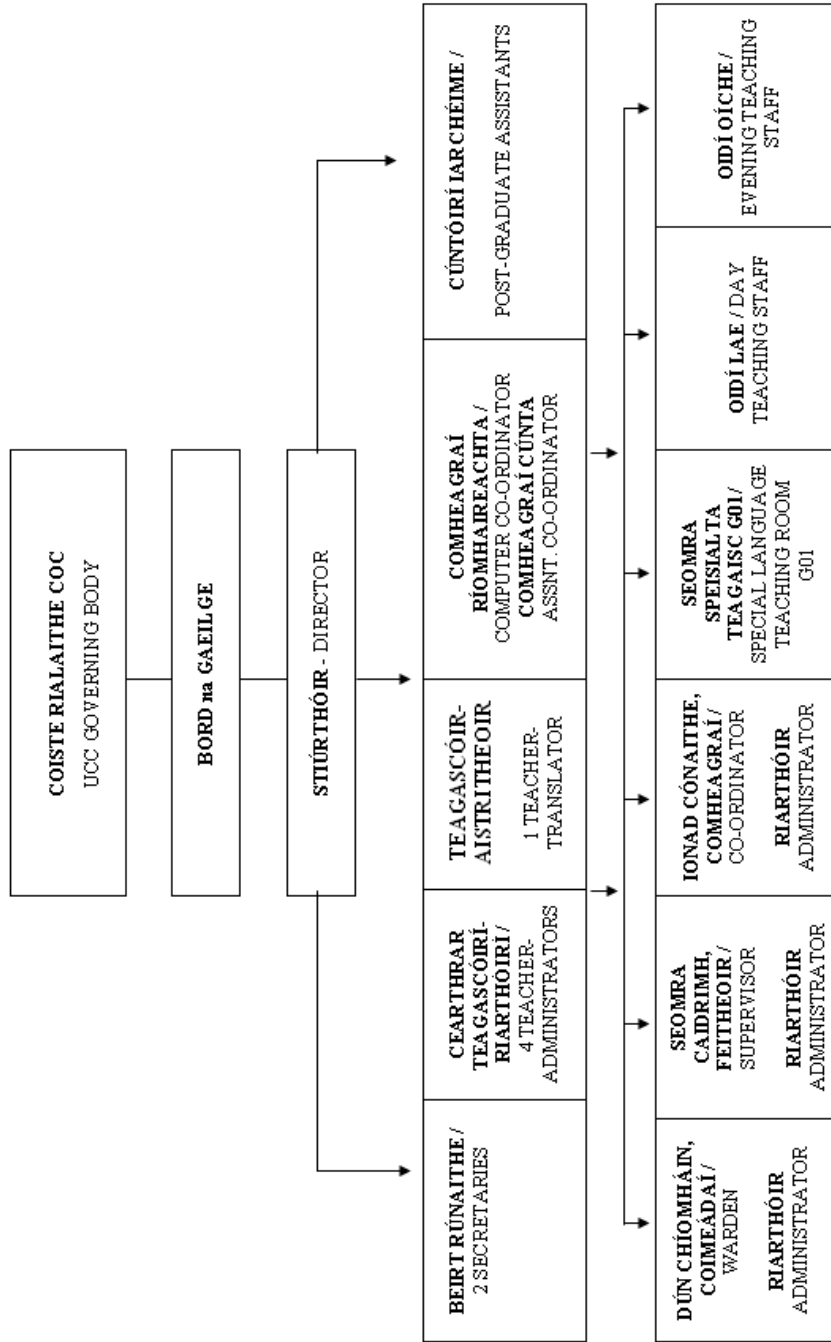 COISTE RIALAITHE COC
UCC GOVERNING BODY
BORD na GAEILGE
STIÚRTHÓIR - DIRECTOR
BEIRT RÚNAITHE /
2 SECRETARIES
CEARTHRAR
TEAGASCÓIRÍ-
RIARTHÓIRÍ /
4 TEACHER-
ADMINISTRATORS
TEAGASCÓIR-
AISTRITHEOIR
1 TEACHER-
TRANSLATOR
COMHEAGRAÍ
RÍOMHAIREACHTA /
COMPUTER CO-ORDINATOR
COMHEAGRAÍ CÚNTA
ASSNT. CO-ORDINATOR
CÚNTÓIRÍ IARCHÉIME /
POST-GRADUATE ASSISTANTS
DÚN CHÍOMHÁIN,
COIMEÁDAÍ /
WARDEN
RIARTHÓIR
ADMINISTRATOR
SEOMRA
CAIDRIMH,
FEITHEOIR /
SUPERVISOR
RIARTHÓIR
ADMINISTRATOR
IONAD CÓNAITHE,
COMHEAGRAÍ /
CO-ORDINATOR
RIARTHÓIR
ADMINISTRATOR
SEOMRA
SPEISIALTA
TEAGAISC G01 /
SPECIAL LANGUAGE
TEACHING ROOM
G01
OIDÍ LAE / DAY
TEACHING STAFF
OIDÍ OÍCHE /
EVENING TEACHING
STAFF